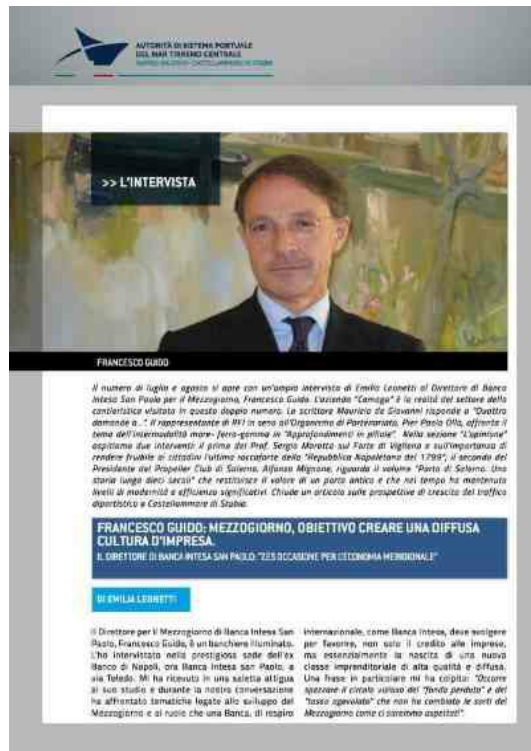 AUTORITÀ DI SISTEMA PORTUALE
DEL MAR TIRRENO CENTRALE
>> L'INTERVISTA
FRANCESCO GUIDO
Il numero di luglio e agosto si apre con un'ampia intervista di Emilia Leonetti al Direttore di Banca
Intesa San Paolo per il Mezzogiorno, Francesco Guido. L'azienda "Camaga" è la realtà del settore della
cantieristica visitata in questo doppio numero. Lo scrittore Maurizio de Giovanni risponde a "Quattro
domande a...". Il rappresentante di RFI in seno all'Organismo di Partenariato, Pier Paolo Olla, affronta il
tema dell'intermodalità mare- ferro-gomma in "Approfondimenti in pillole". Nella sezione "L'opinione"
ospitiamo due interventi: il primo del Prof. Sergio Marotta sul Forte di Vigliena e sull'importanza di
rendere fruibile ai cittadini l'ultima roccaforte della "Repubblica Napoletana del 1799"; il secondo del
Presidente del Propeller Club di Salerno, Alfonso Mignone, riguarda il volume "Porto di Salerno. Una
storia lunga dieci secoli" che restituisce il valore di un porto antico e che nel tempo ha mantenuto
livelli di modernità e efficienza significativi. Chiude un articolo sulle prospettive di crescita del traffico
diportistico a Castellammare di Stabia.
FRANCESCO GUIDO: MEZZOGIORNO, OBIETTIVO CREARE UNA DIFFUSA
CULTURA D'IMPRESA.
IL DIRETTORE DI BANCA INTESA SAN PAOLO: "ZES OCCASIONE PER L'ECONOMIA MERIDIONALE"
DI EMILIA LEONETTI
Il Direttore per il Mezzogiorno di Banca Intesa San
Paolo, Francesco Guido, è un banchiere illuminato.
L'ho intervistato nella prestigiosa sede dell'ex
Banco di Napoli, ora Banca Intesa san Paolo, a
via Toledo. Mi ha ricevuto in una saletta attigua
al suo studio e durante la nostra conversazione
ha affrontato tematiche legate allo sviluppo del
Mezzogiorno e al ruolo che una Banca, di respiro
internazionale, come Banca Intesa, deve svolgere
per favorire, non solo il credito alle imprese,
ma essenzialmente la nascita di una nuova
classe imprenditoriale di alta qualità e diffusa.
Una frase in particolare mi ha colpita: "Occorre
spezzare il circolo vizioso del "fondo perduto" e del
"tasso agevolato" che non ha cambiato le sorti del
Mezzogiorno come ci saremmo aspettati".